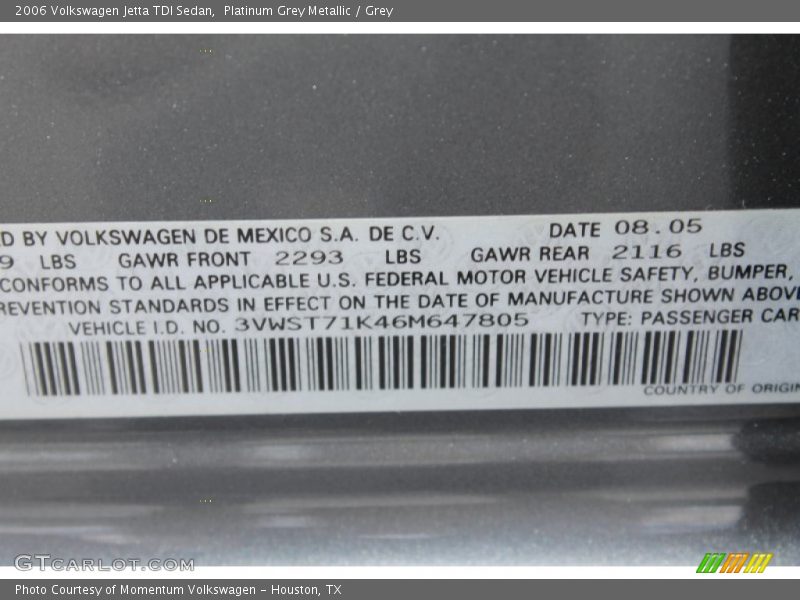 2006 Volkswagen Jetta TDI Sedan, Platinum Grey Metallic / Grey
BY VOLKSWAGEN DE MEXICO S.A. DE C.V. DATE 08.05
9 LBS GAWR FRONT 2293 LBS GAWR REAR 2116 LBS
CONFORMS TO ALL APPLICABLE U.S. FEDERAL MOTOR VEHICLE SAFETY, BUMPER,
REVENTION STANDARDS IN EFFECT ON THE DATE OF MANUFACTURE SHOWN ABOVE
VEHICLE I.D. NO. 3VWST71K46M647805 TYPE: PASSENGER CAR
COUNTRY OF ORIGIN
GTCARLOT.COM
Photo Courtesy of Momentum Volkswagen - Houston, TX